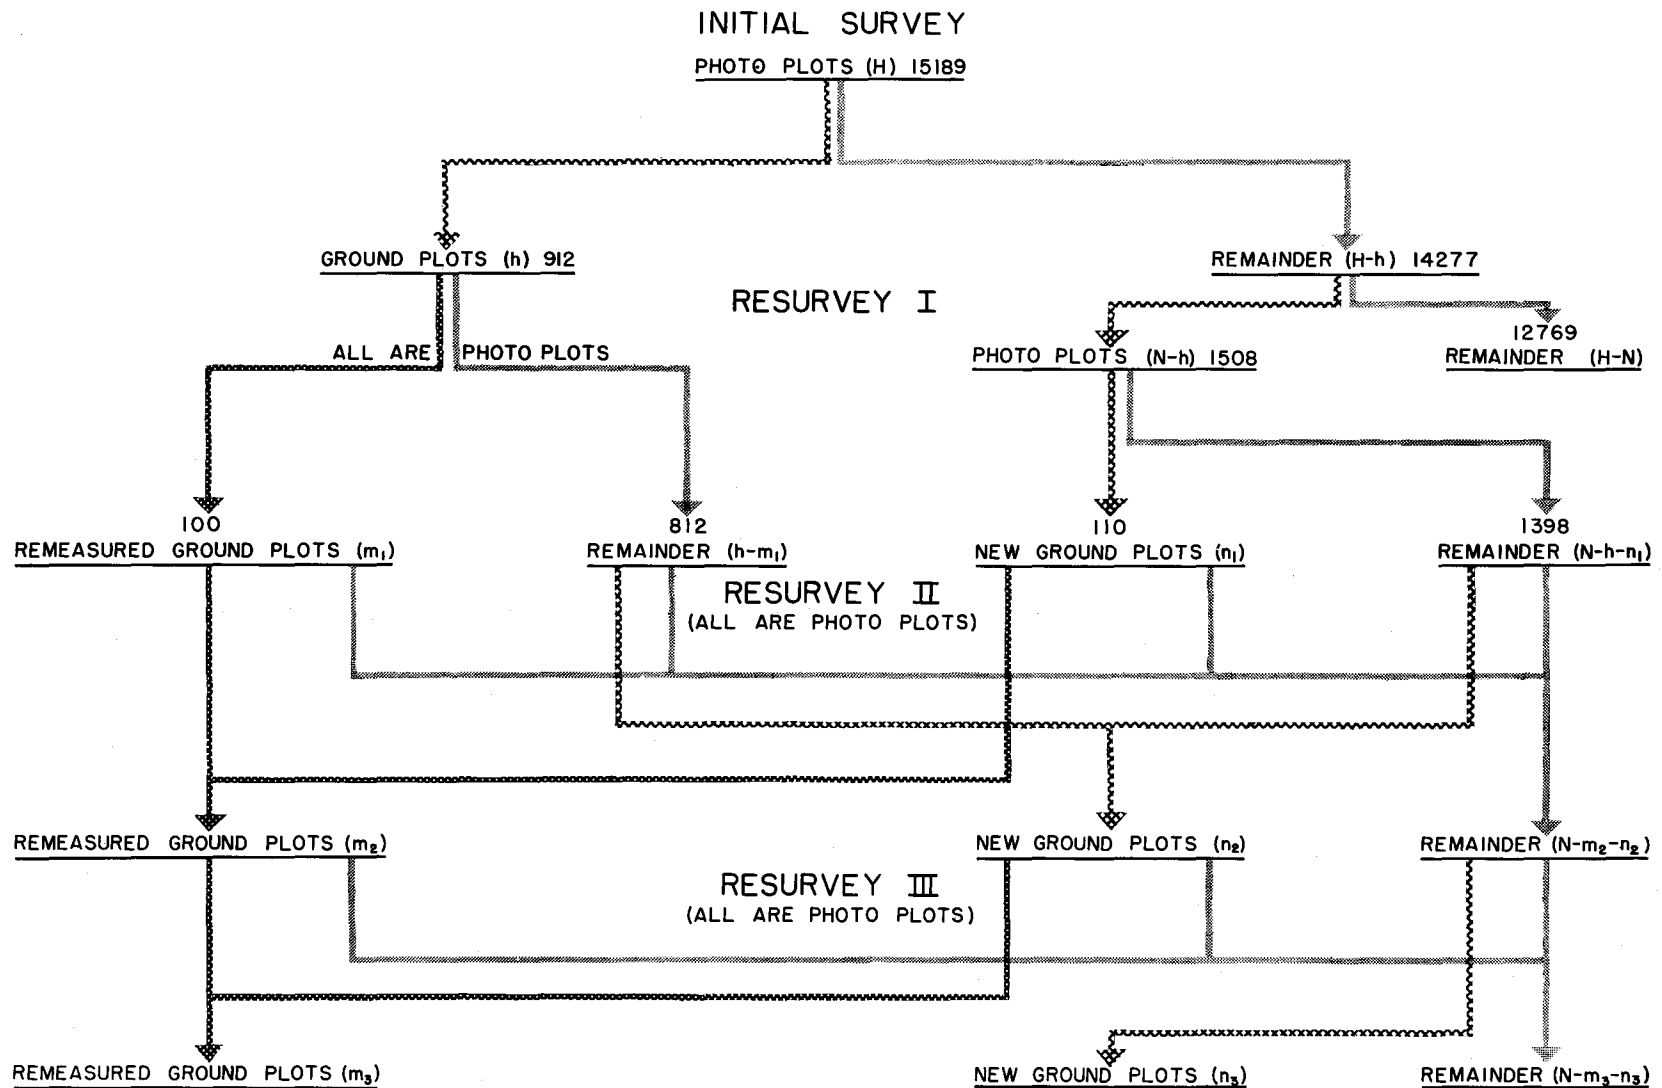 INITIAL SURVEY
PHOTO PLOTS (H) 15189
GROUND PLOTS (h) 912
REMAINDER (H-h) 14277
RESURVEY I
ALL ARE PHOTO PLOTS
12769
PHOTO PLOTS (N-h) 1508
REMAINDER (H-N)
100
812
110
1398
REMEASURED GROUND PLOTS (m₁)
REMAINDER (h-m₁)
NEW GROUND PLOTS (n₁)
REMAINDER (N-h-n₁)
RESURVEY II
(ALL ARE PHOTO PLOTS)
REMEASURED GROUND PLOTS (m₂)
NEW GROUND PLOTS (n₂)
REMAINDER (N-m₂-n₂)
RESURVEY III
(ALL ARE PHOTO PLOTS)
REMEASURED GROUND PLOTS (m₃)
NEW GROUND PLOTS (n₃)
REMAINDER (N-m₃-n₃)